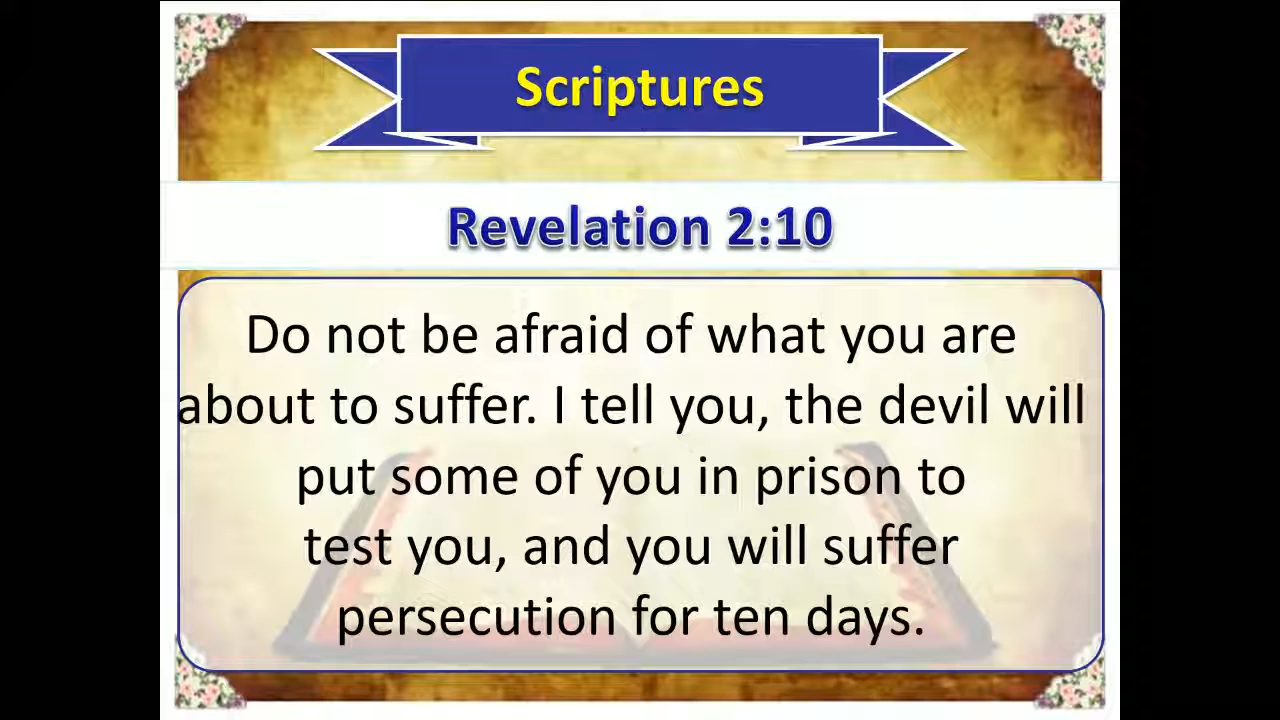 Scriptures
Revelation 2:10
Do not be afraid of what you are
about to suffer. I tell you, the devil will
put some of you in prison to
test you, and you will suffer
persecution for ten days.